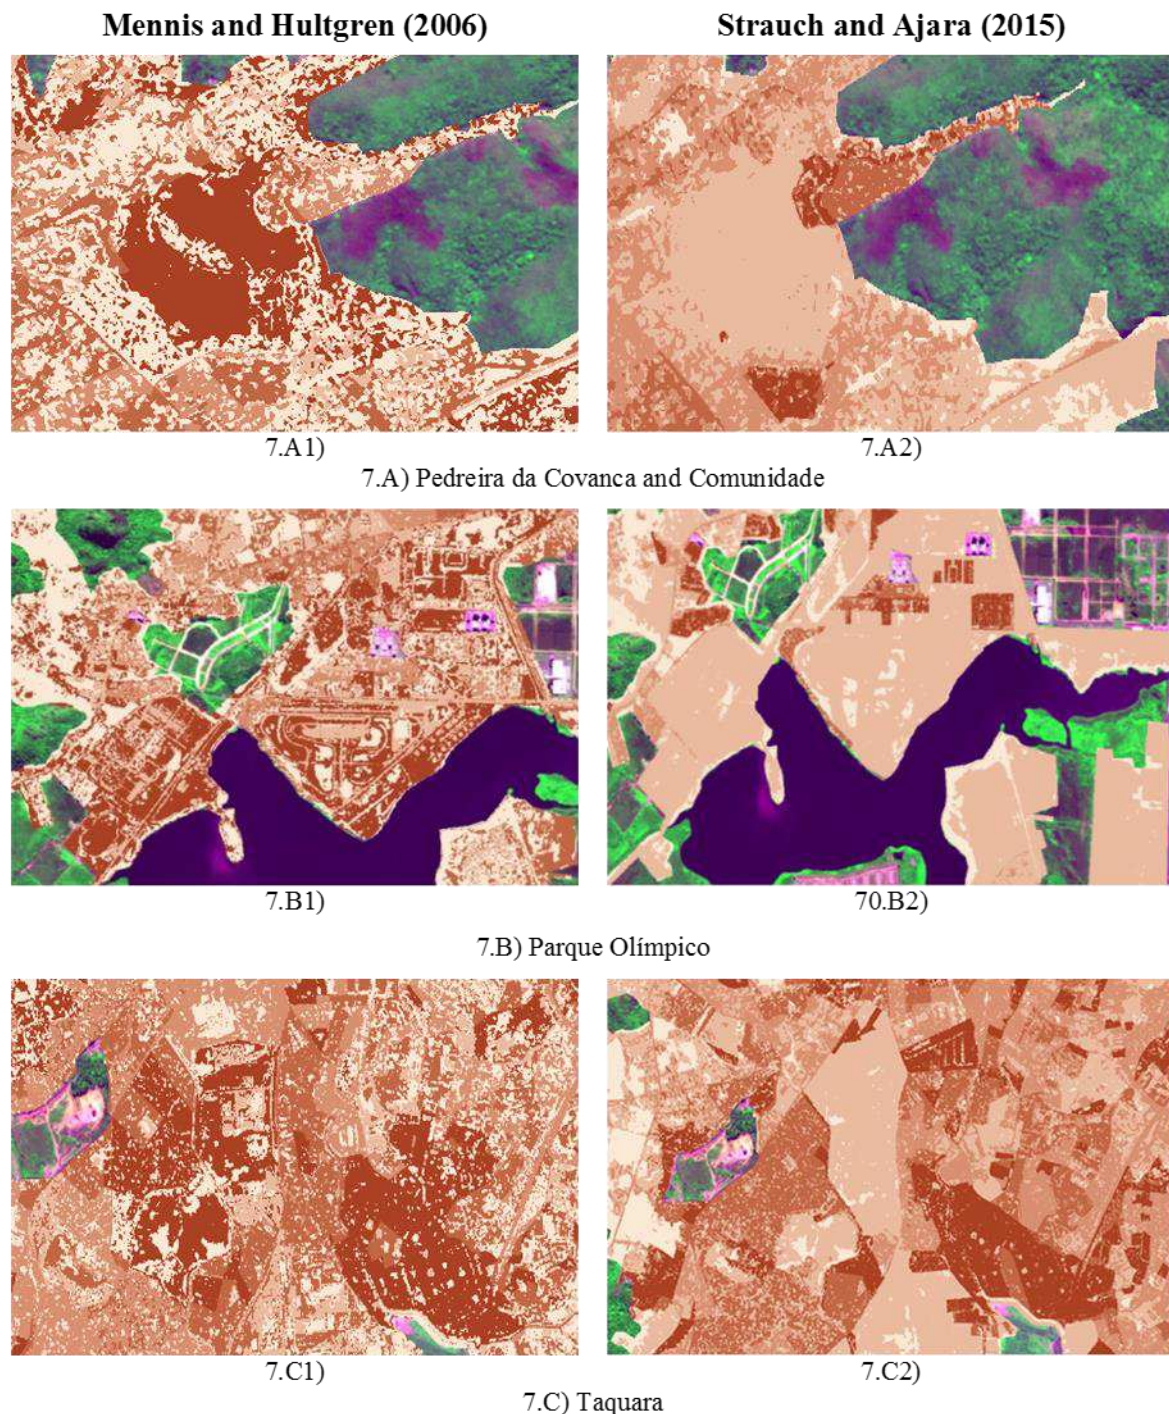 Mennis and Hultgren (2006) Strauch and Ajara (2015)
7.A1) 7.A2)
7.A) Pedreira da Covanca and Comunidade
7.B1) 70.B2)
7.B) Parque Olímpico
7.C1) 7.C2)
7.C) Taquara